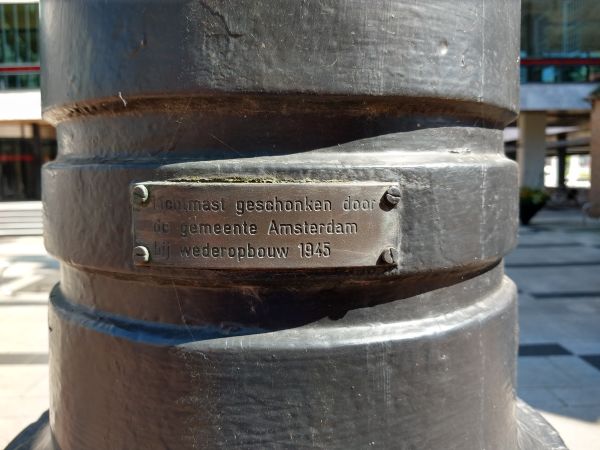 lichtmast geschonken door
de gemeente Amsterdam
bij wederopbouw 1945